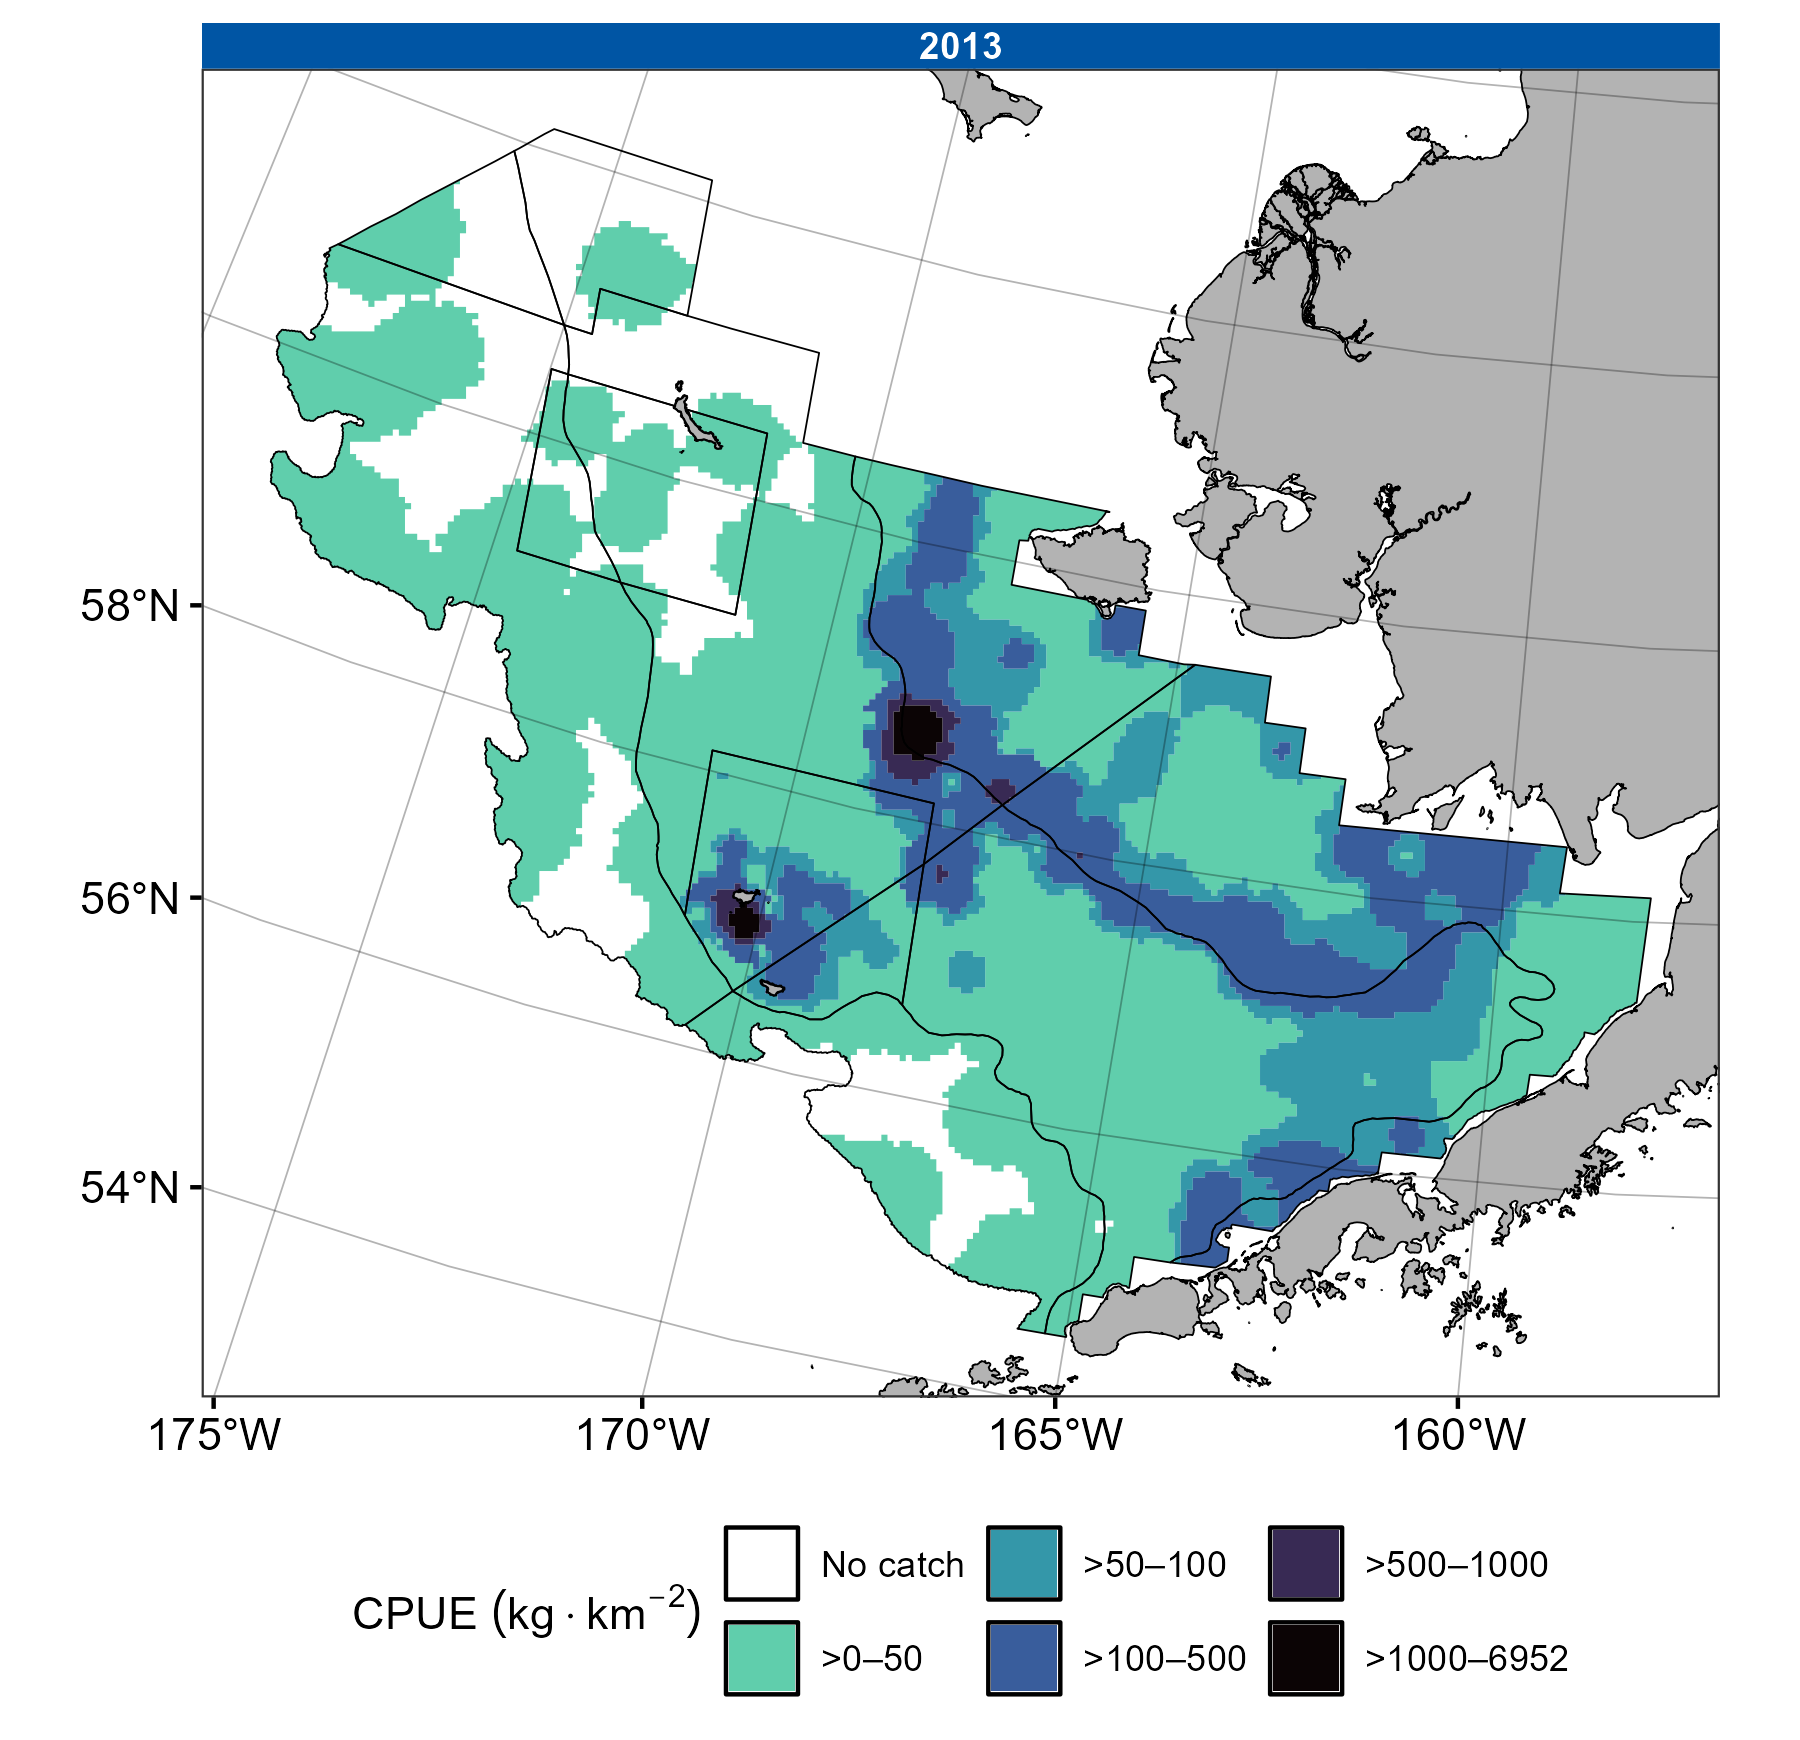 2013
58°N
56°N
54°N
175°W 170°W 165°W 160°W
CPUE (kg · km⁻²)
No catch
>0–50
>50–100
>100–500
>500–1000
>1000–6952